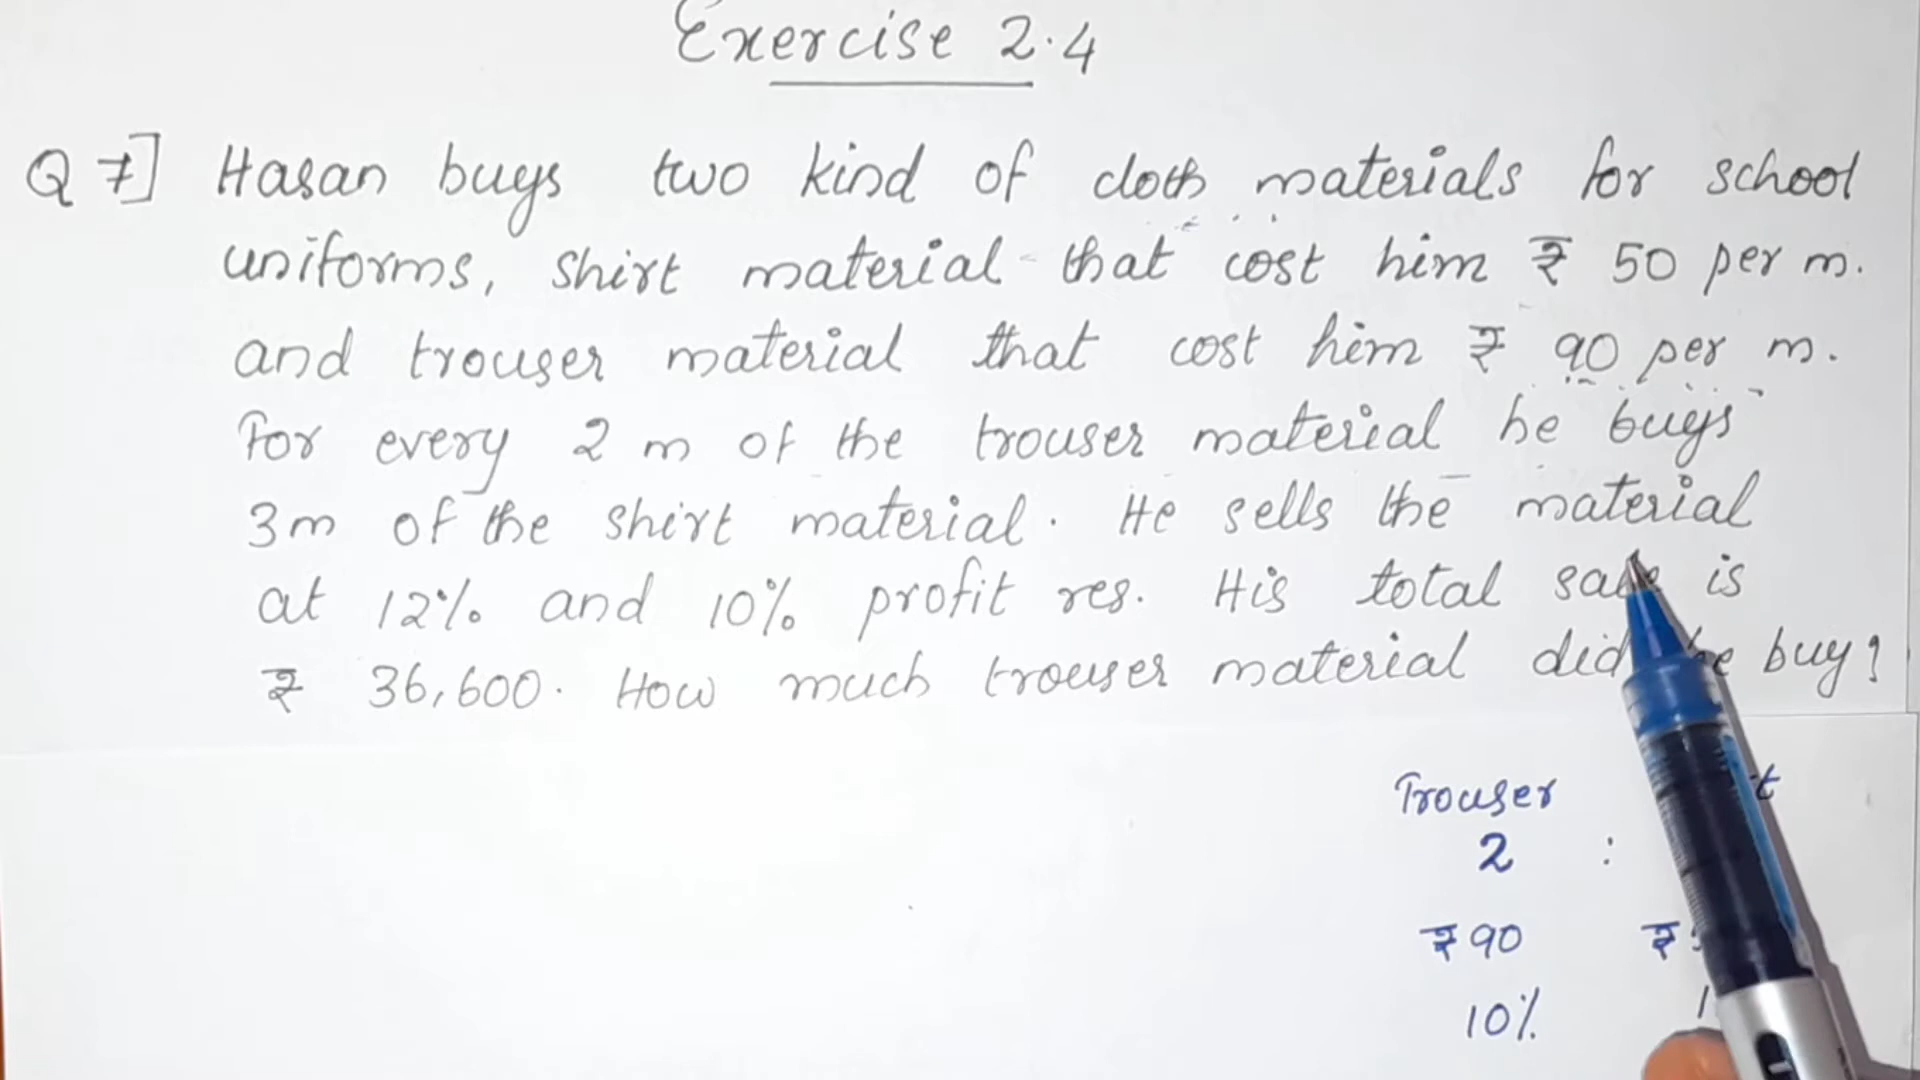 Exercise 2.4
Q 7] Hasan buys two kind of cloth materials for school
uniforms, shirt material that cost him ₹ 50 per m.
and trouser material that cost him ₹ 90 per m.
For every 2 m of the trouser material he buys
3m of the shirt material. He sells the material
at 12% and 10% profit res. His total sale is
₹ 36,600. How much trouser material did he buy?
Trouser
2 :
₹ 90 ₹
10%